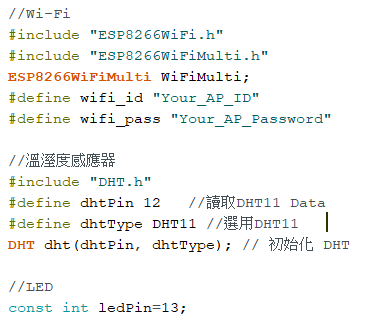 //Wi-Fi
#include "ESP8266WiFi.h"
#include "ESP8266WiFiMulti.h"
ESP8266WiFiMulti WiFiMulti;
#define wifi_id "Your_AP_ID"
#define wifi_pass "Your_AP_Password"
//溫溼度感應器
#include "DHT.h"
#define dhtPin 12 //讀取DHT11 Data
#define dhtType DHT11 //選用DHT11
DHT dht(dhtPin, dhtType); // 初始化 DHT
//LED
const int ledPin=13;